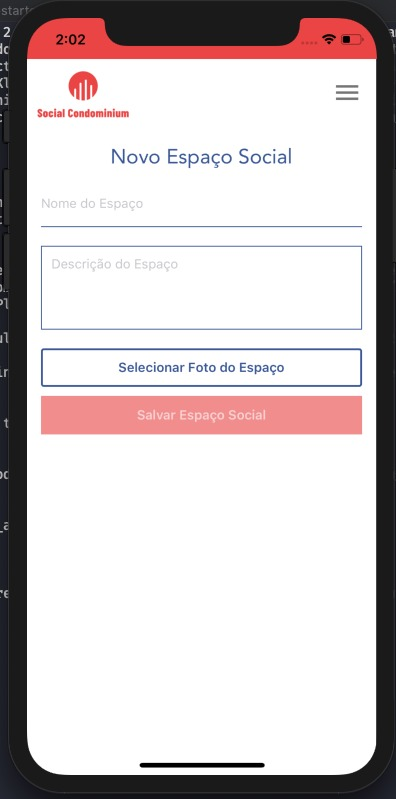 2:02
Social Condominium
Novo Espaço Social
Nome do Espaço
Descrição do Espaço
Selecionar Foto do Espaço
Salvar Espaço Social